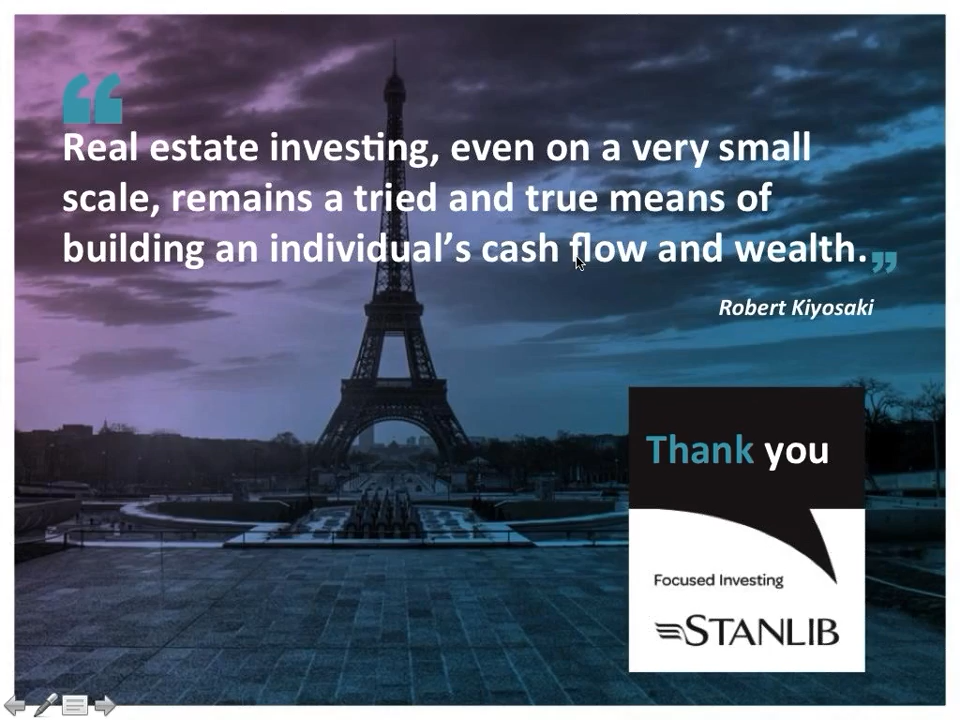 “
Real estate investing, even on a very small
scale, remains a tried and true means of
building an individual’s cash flow and wealth.”
Robert Kiyosaki
Thank you
Focused Investing
STANLIB